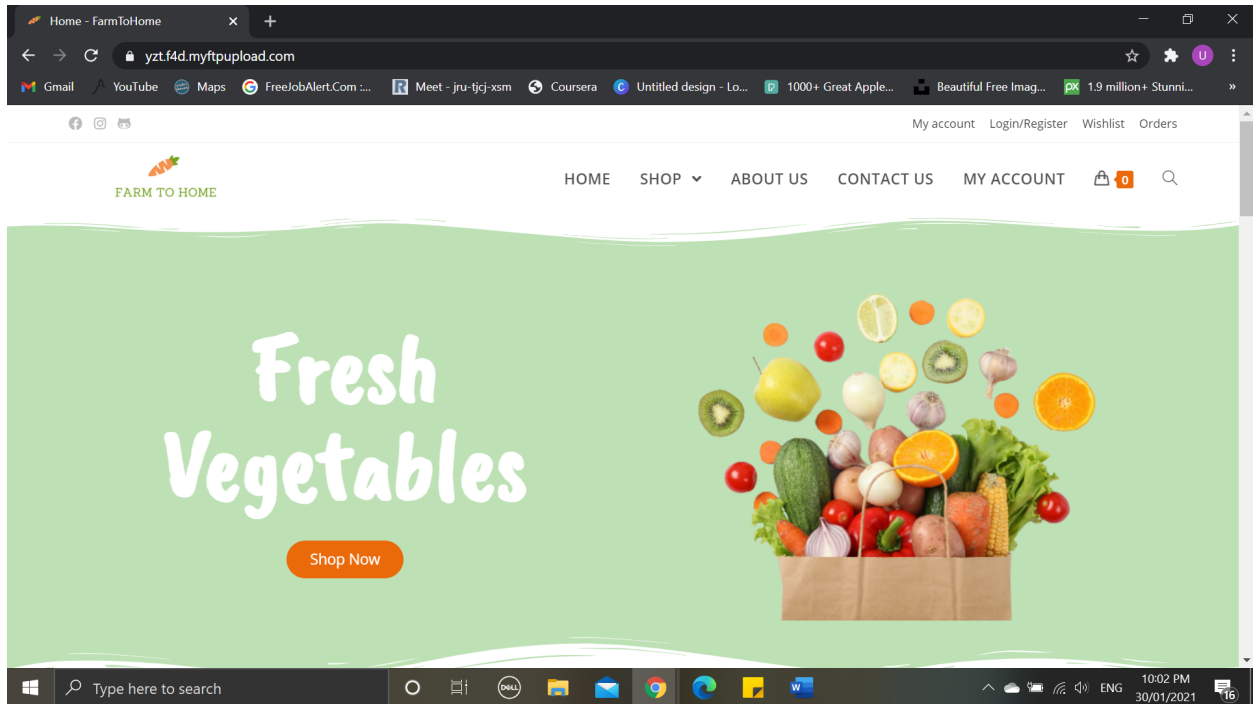 Home - FarmToHome
yzt.f4d.myftpupload.com
U
Gmail YouTube Maps FreeJobAlert.Com :... Meet - jru-tjcj-xsm Coursera Untitled design - Lo... 1000+ Great Apple... Beautiful Free Imag... 1.9 million+ Stunni... »
My account Login/Register Wishlist Orders
FARM TO HOME
HOME SHOP ABOUT US CONTACT US MY ACCOUNT 0
Fresh
Vegetables
Shop Now
Type here to search
DELL
ENG
10:02 PM
30/01/2021
16